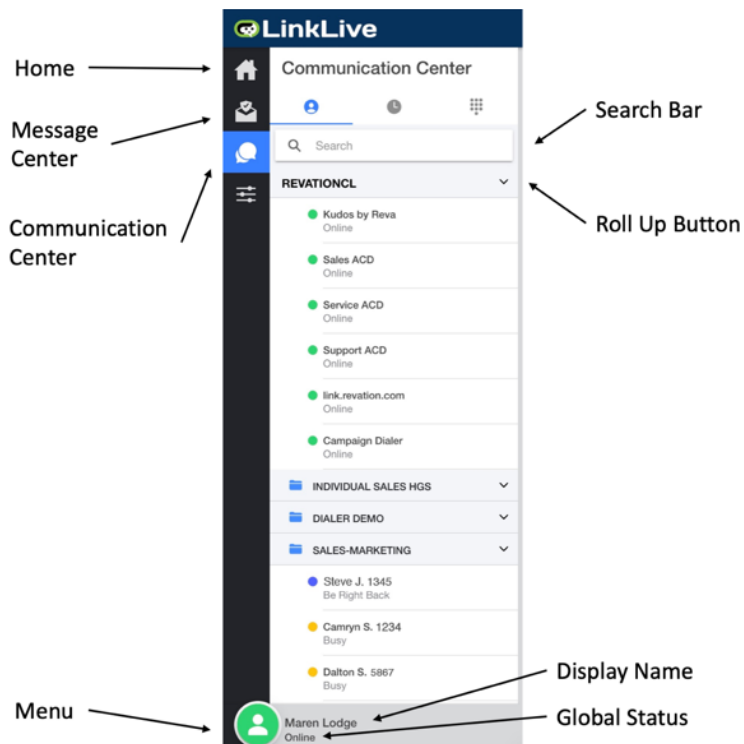 LinkLive
Home
Communication Center
Message
Center
Search Bar
Search
REVATIONCL
Roll Up Button
Communication
Center
Kudos by Reva
Online
Sales ACD
Online
Service ACD
Online
Support ACD
Online
link.revation.com
Online
Campaign Dialer
Online
INDIVIDUAL SALES HGS
DIALER DEMO
SALES-MARKETING
Steve J. 1345
Be Right Back
Camryn S. 1234
Busy
Dalton S. 5867
Busy
Display Name
Menu
Maren Lodge
Global Status
Online